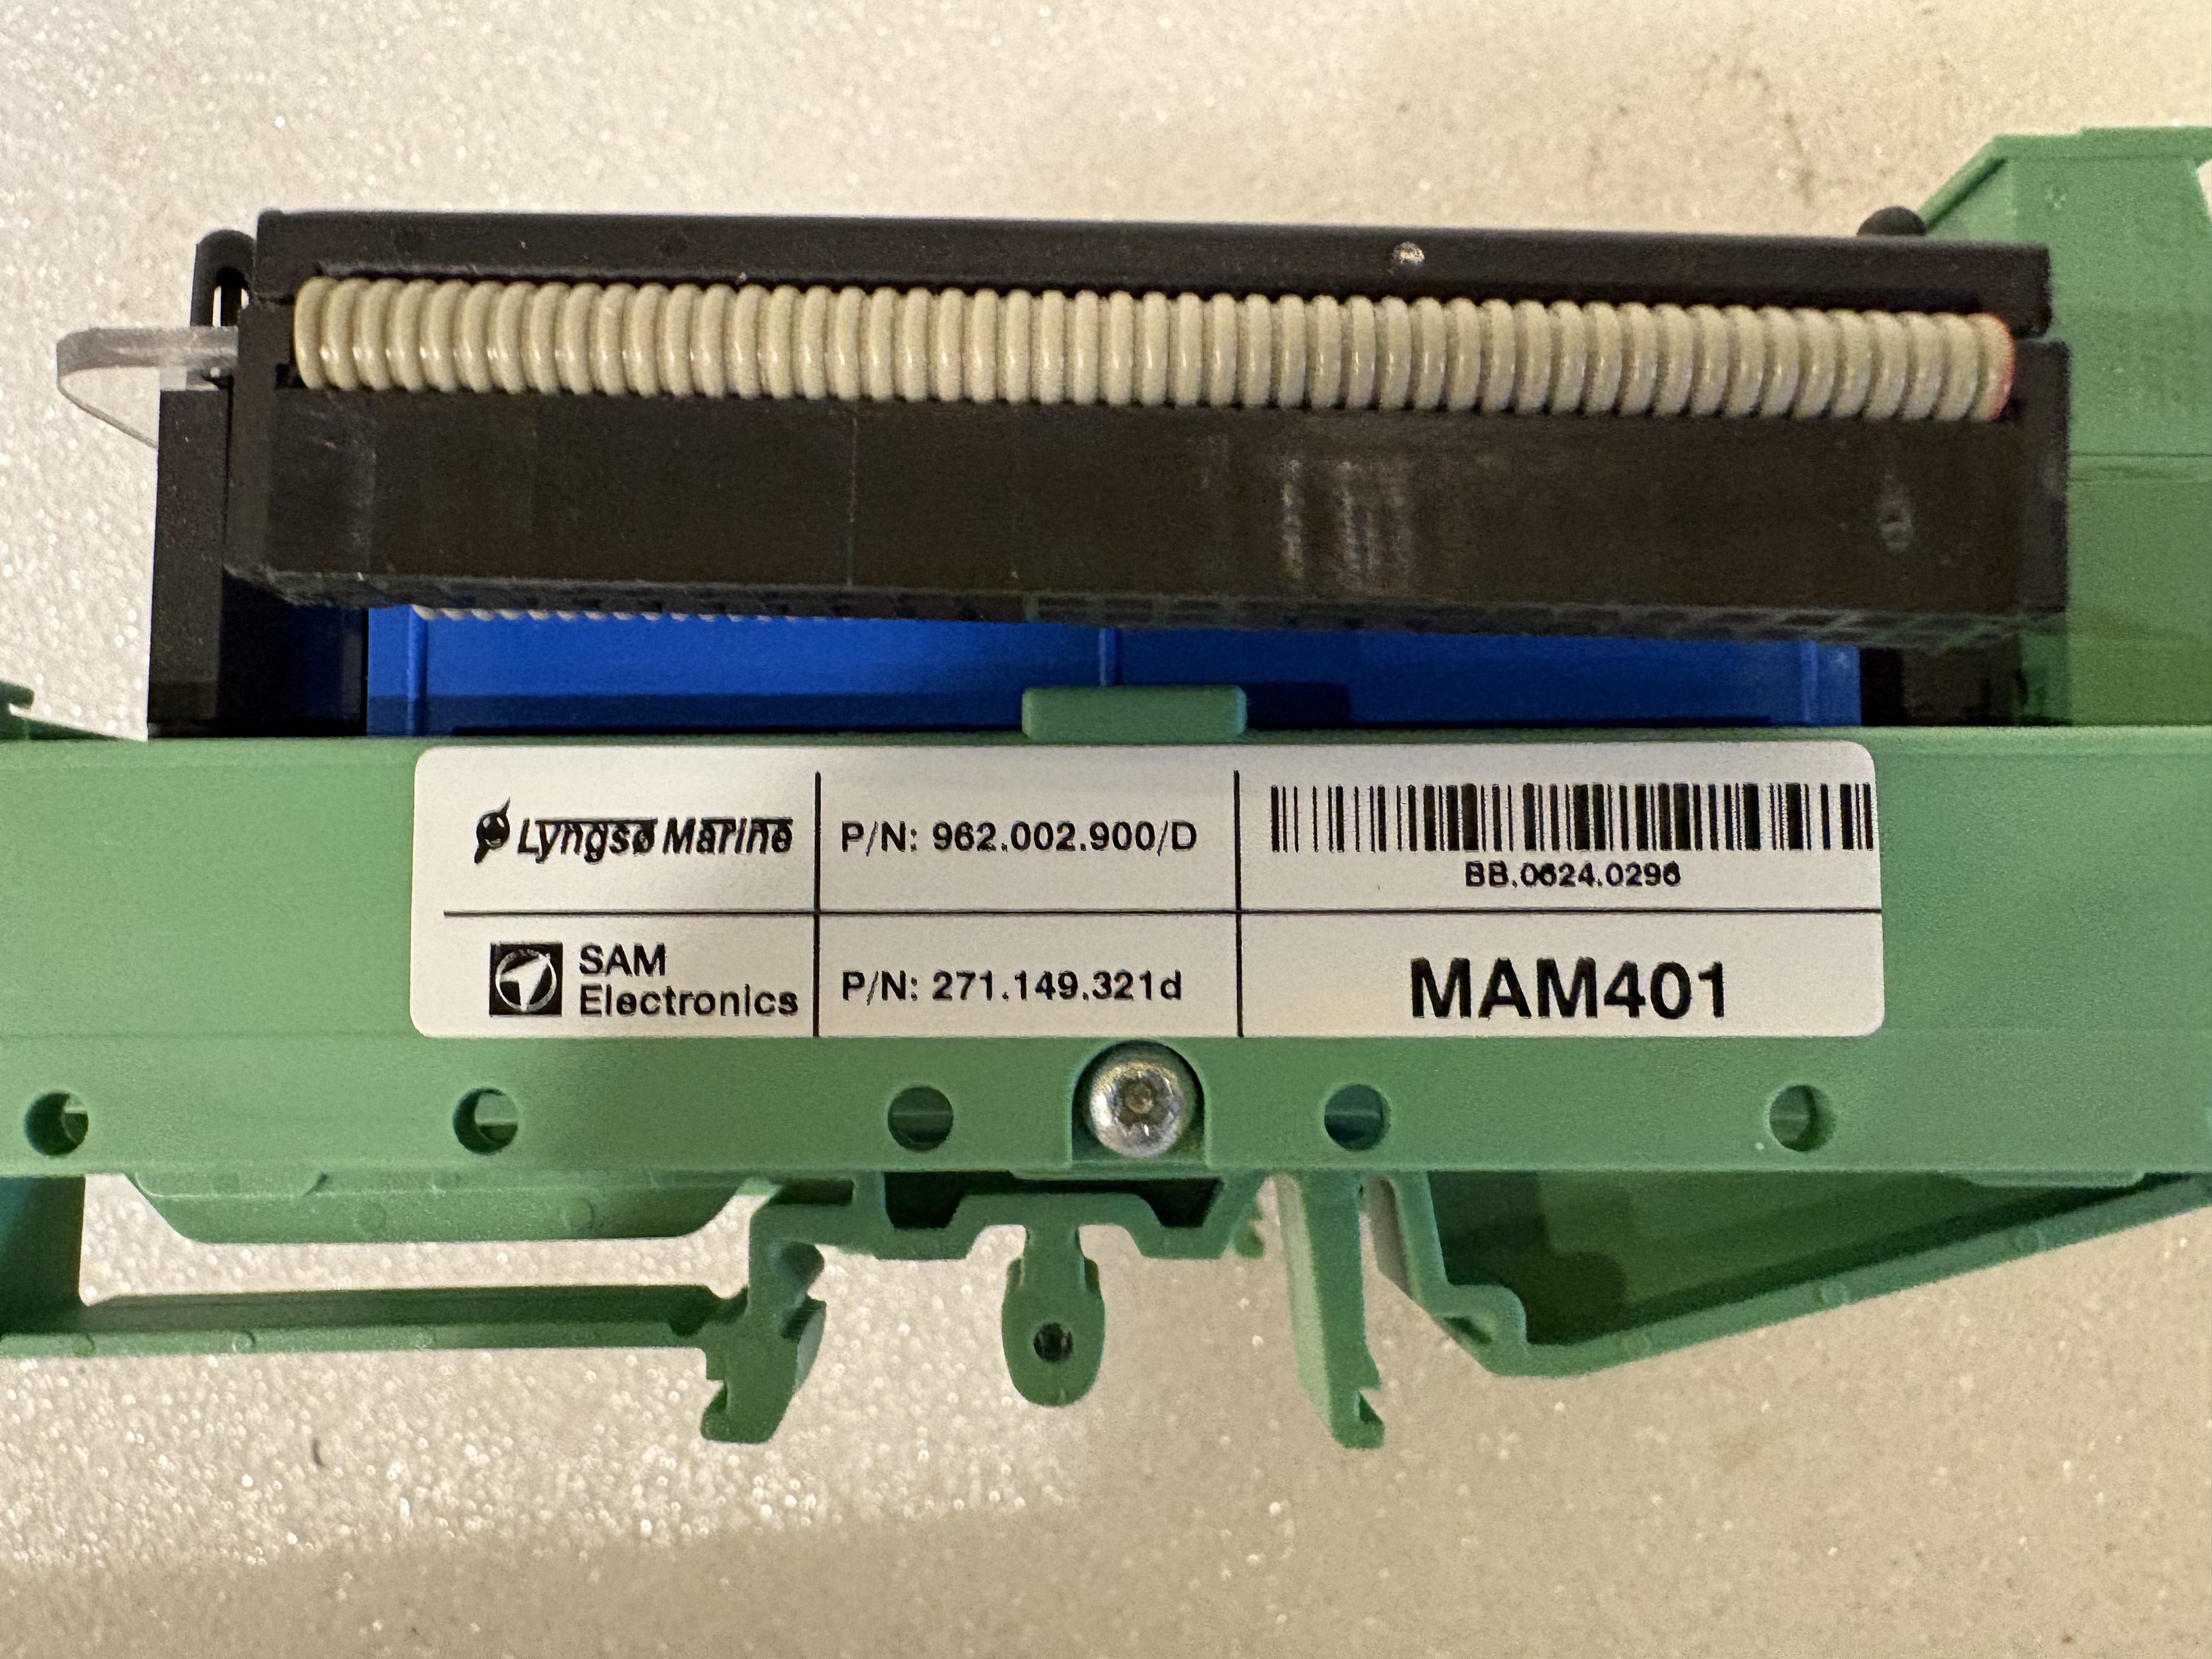 Lyngsø Marine
P/N: 962.002.900/D
BB.0624.0296
SAM
Electronics
P/N: 271.149.321d
MAM401